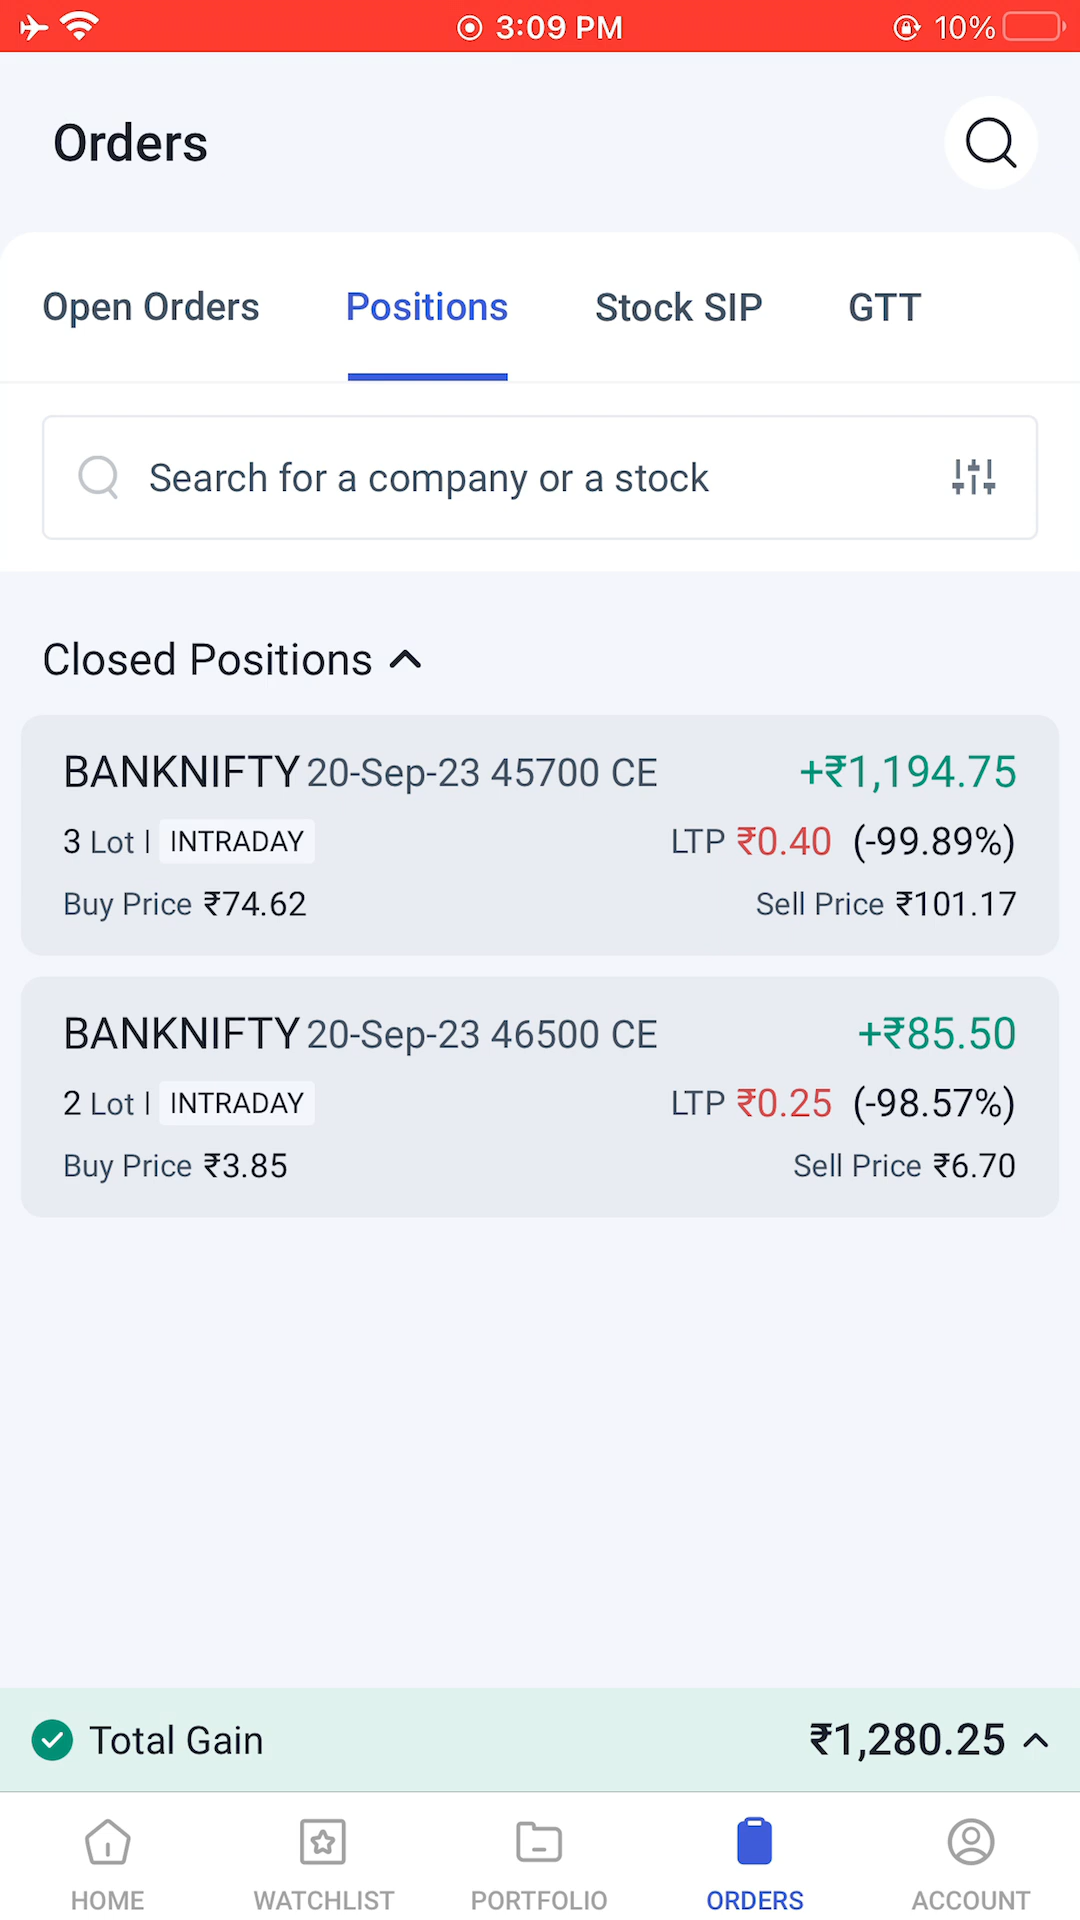 3:09 PM 10%
Orders
Open Orders Positions Stock SIP GTT
Search for a company or a stock
Closed Positions
BANKNIFTY 20-Sep-23 45700 CE +₹1,194.75
3 Lot | INTRADAY LTP ₹0.40 (-99.89%)
Buy Price ₹74.62 Sell Price ₹101.17
BANKNIFTY 20-Sep-23 46500 CE +₹85.50
2 Lot | INTRADAY LTP ₹0.25 (-98.57%)
Buy Price ₹3.85 Sell Price ₹6.70
Total Gain ₹1,280.25
HOME WATCHLIST PORTFOLIO ORDERS ACCOUNT